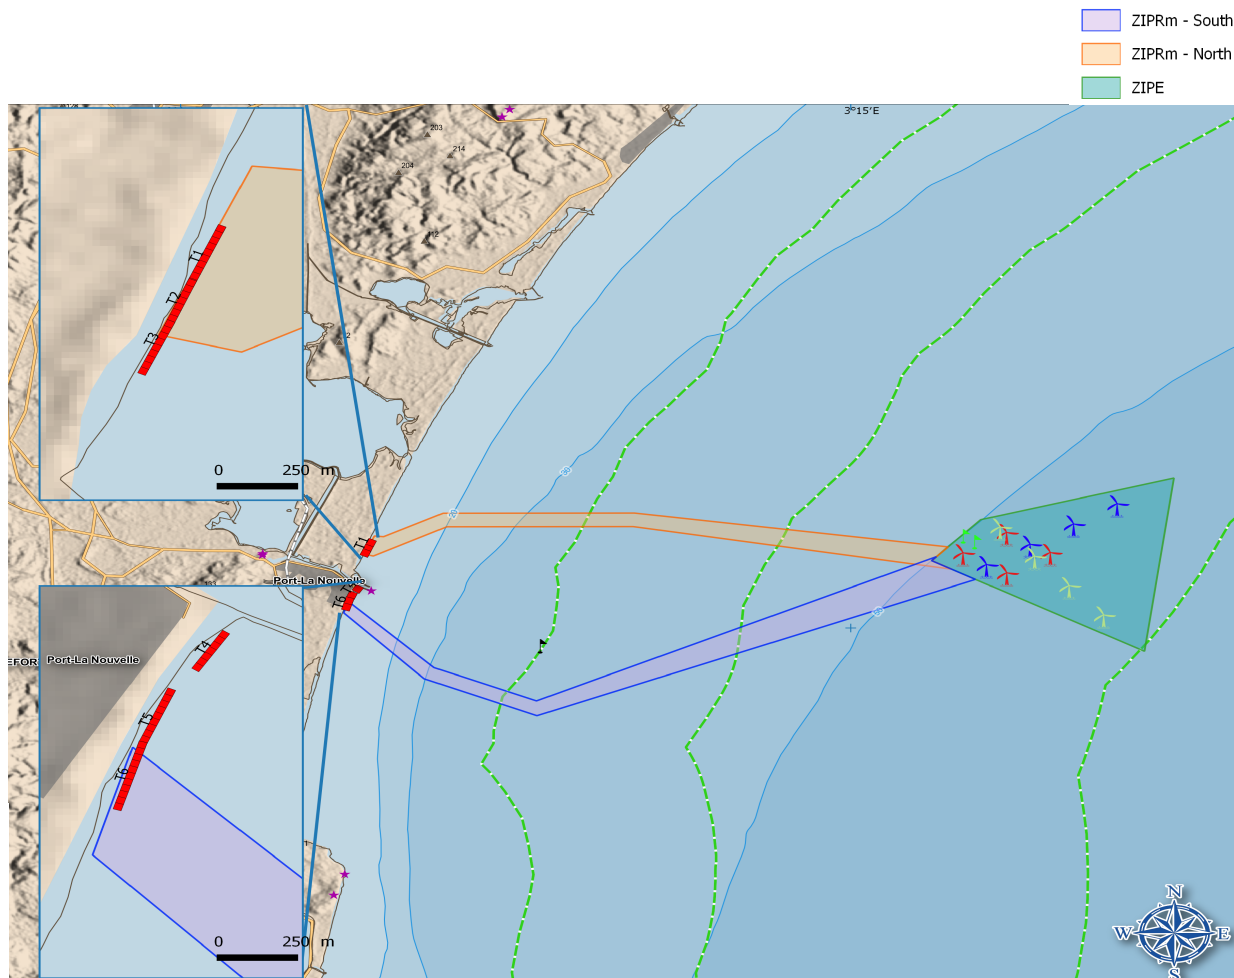 ZIPRm - South
ZIPRm - North
ZIPE
3°15'E
203
214
204
T1
T2
T3
0 250 m
T1
Port-La Nouvelle
T6
T4
Port-La Nouvelle
T5
T6
0 250 m
N
W E
S